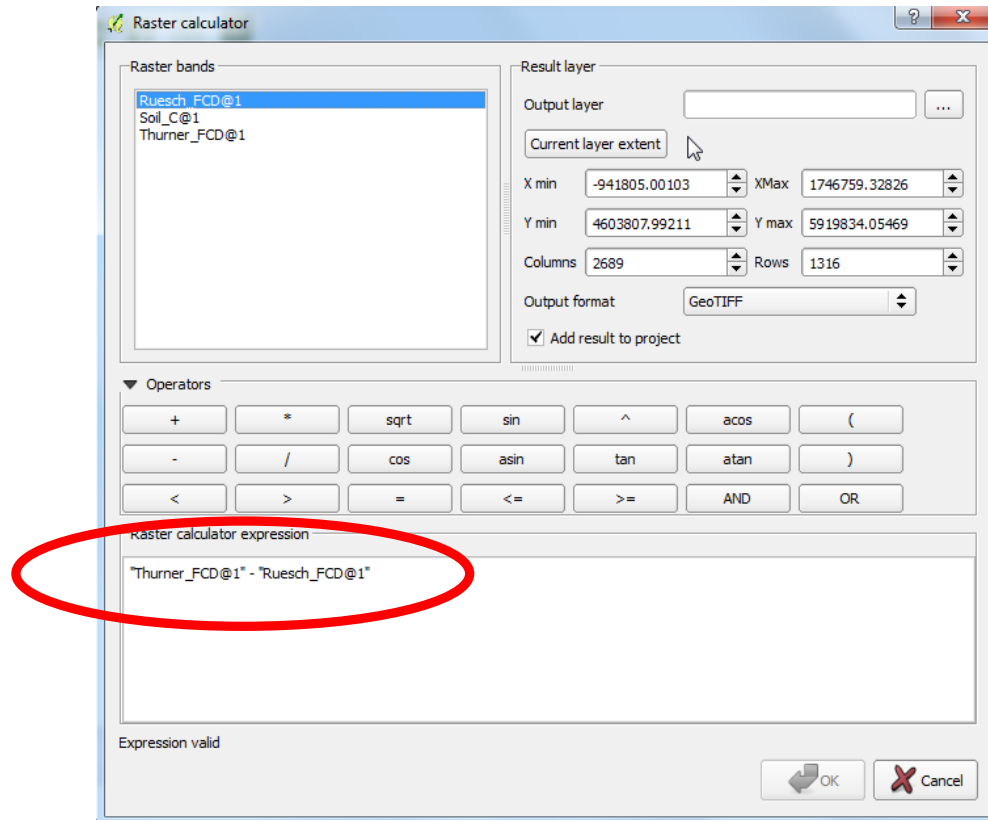 Raster calculator
Raster bands
Ruesch_FCD@1
Soil_C@1
Thurner_FCD@1
Result layer
Output layer ...
Current layer extent
X min -941805.00103 XMax 1746759.32826
Y min 4603807.99211 Y max 5919834.05469
Columns 2689 Rows 1316
Output format GeoTIFF
Add result to project
Operators
+ * sqrt sin ^ acos (
- / cos asin tan atan )
< > = <= >= AND OR
Raster calculator expression
"Thurner_FCD@1" - "Ruesch_FCD@1"
Expression valid
OK Cancel